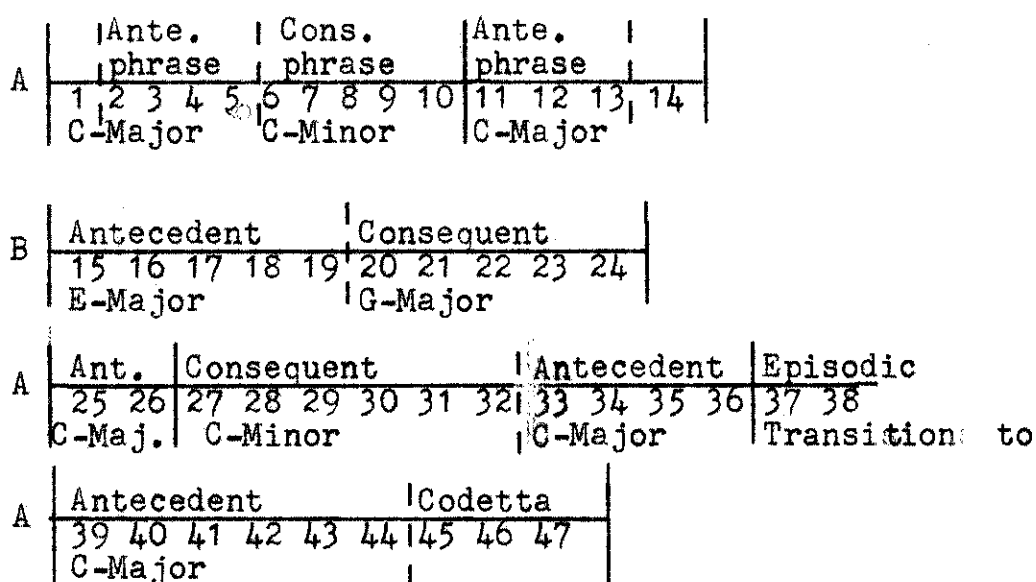 Ante. Cons. Ante.
phrase phrase phrase
A
1 2 3 4 5 6 7 8 9 10 11 12 13 14
C-Major C-Minor C-Major
Antecedent Consequent
B
15 16 17 18 19 20 21 22 23 24
E-Major G-Major
Ant. Consequent Antecedent Episodic
A
25 26 27 28 29 30 31 32 33 34 35 36 37 38
C-Maj. C-Minor C-Major Transition to
Antecedent Codetta
A
39 40 41 42 43 44 45 46 47
C-Major